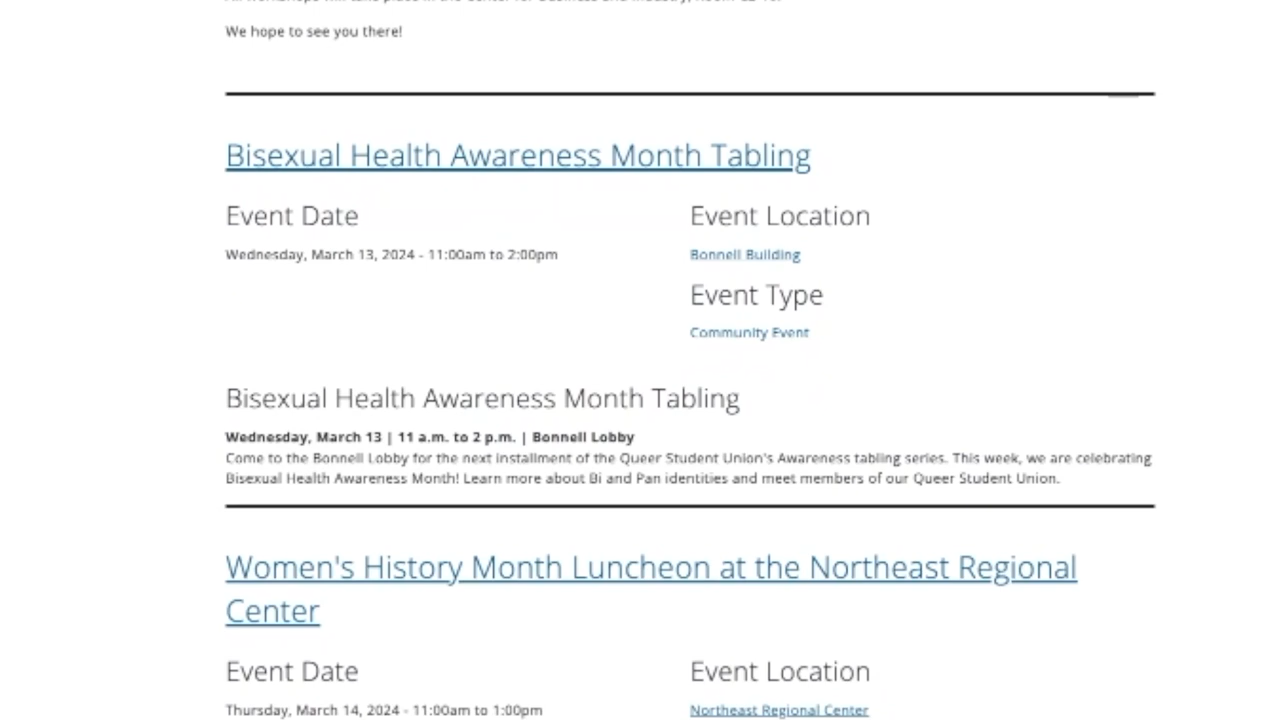 We hope to see you there!
Bisexual Health Awareness Month Tabling
Event Date
Wednesday, March 13, 2024 - 11:00am to 2:00pm
Event Location
Bonnell Building
Event Type
Community Event
Bisexual Health Awareness Month Tabling
Wednesday, March 13 | 11 a.m. to 2 p.m. | Bonnell Lobby
Come to the Bonnell Lobby for the next installment of the Queer Student Union's Awareness tabling series. This week, we are celebrating
Bisexual Health Awareness Month! Learn more about Bi and Pan identities and meet members of our Queer Student Union.
Women's History Month Luncheon at the Northeast Regional
Center
Event Date
Thursday, March 14, 2024 - 11:00am to 1:00pm
Event Location
Northeast Regional Center